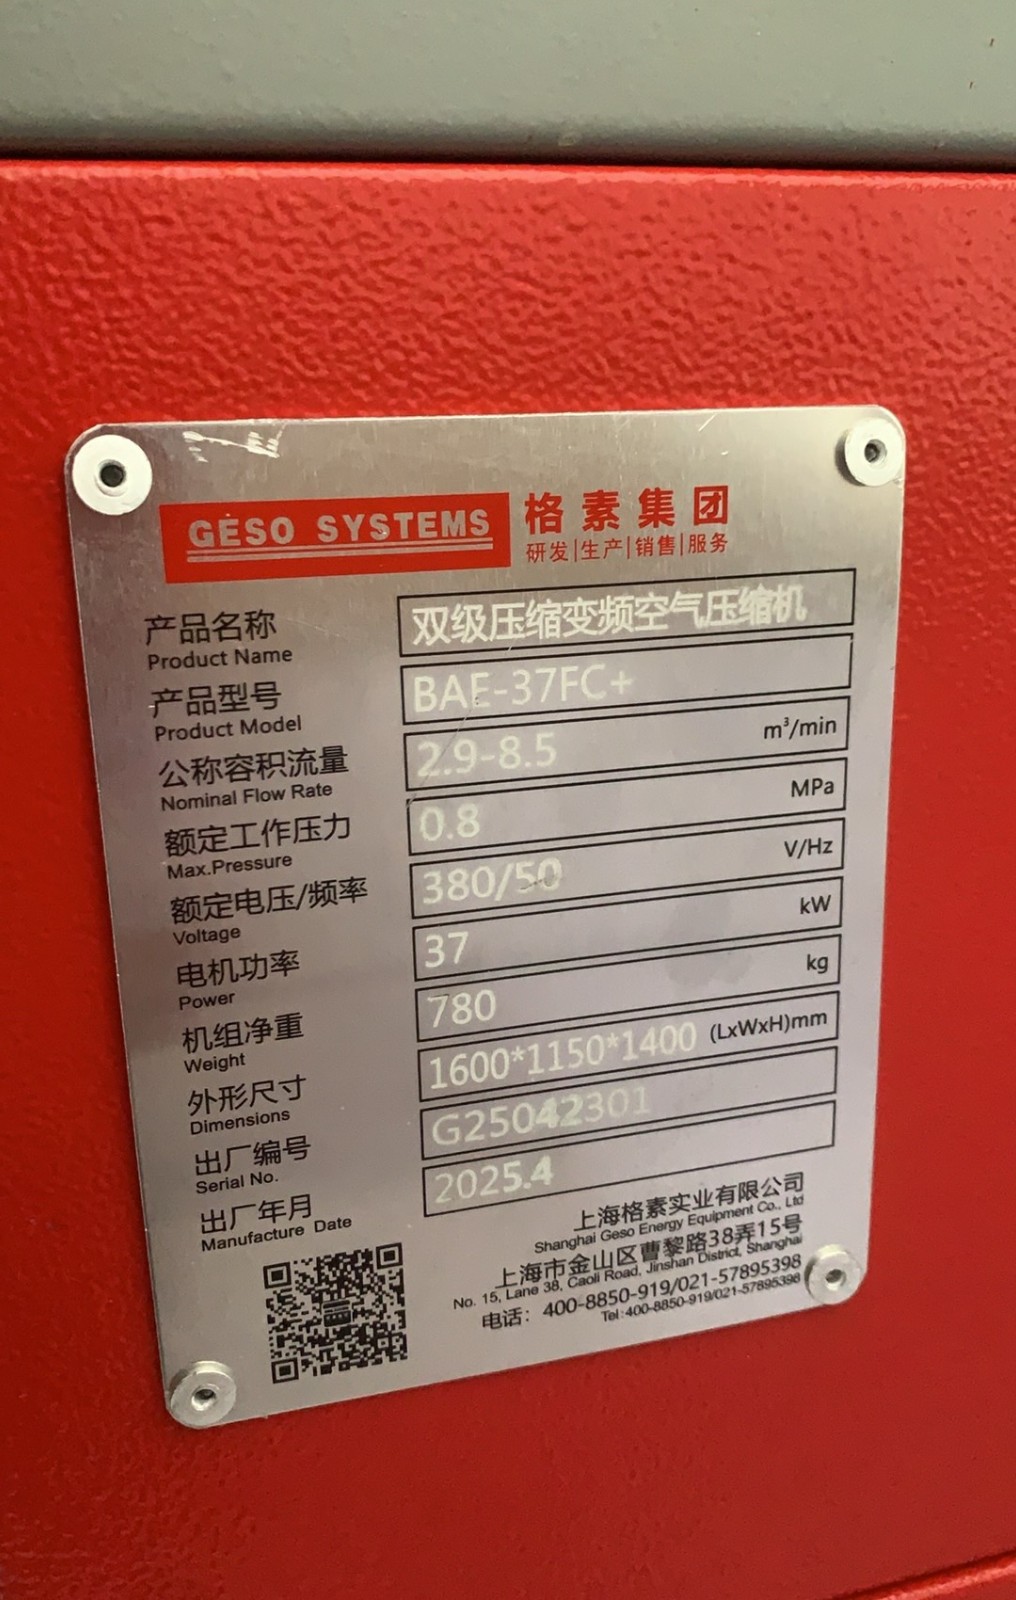 GESO SYSTEMS 格素集团
研发|生产|销售|服务
产品名称 双级压缩变频空气压缩机
Product Name
产品型号 BAE-37FC+
Product Model
公称容积流量 2.9-8.5 m³/min
Nominal Flow Rate
额定工作压力 0.8 MPa
Max.Pressure
额定电压/频率 380/50 V/Hz
Voltage
电机功率 37 kW
Power
机组净重 780 kg
Weight
外形尺寸 1600*1150*1400 (LxWxH)mm
Dimensions
出厂编号 G25042301
Serial No.
出厂年月 2025.4
Manufacture Date
上海格素实业有限公司
Shanghai Geso Energy Equipment Co., Ltd
上海市金山区曹黎路38弄15号
No. 15, Lane 38, Caoli Road, Jinshan District, Shanghai
电话：400-8850-919/021-57895398
Tel:400-8850-919/021-57895398